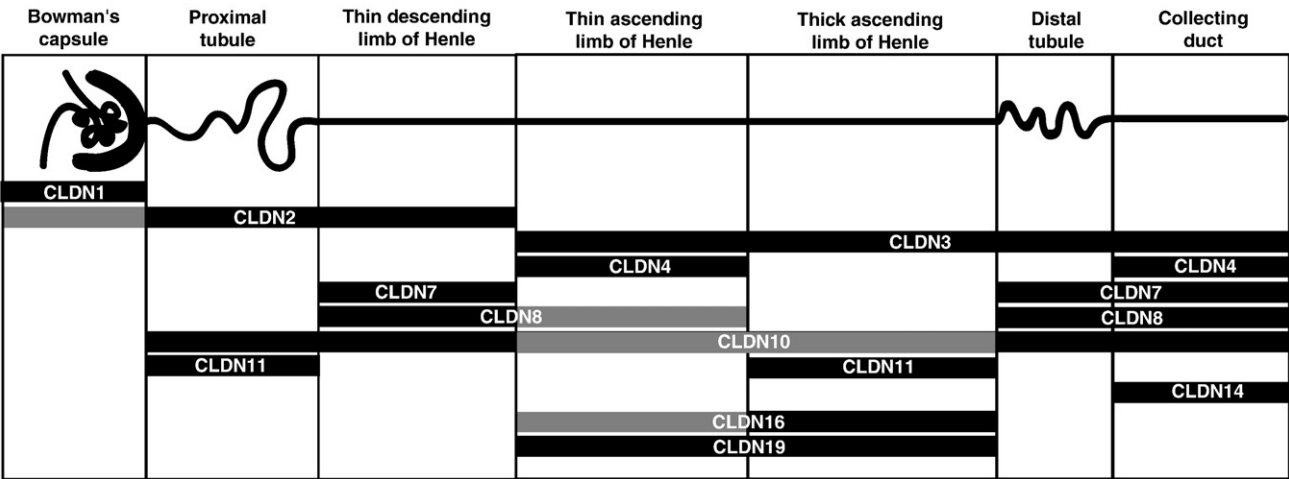 Bowman's
capsule
Proximal
tubule
Thin descending
limb of Henle
Thin ascending
limb of Henle
Thick ascending
limb of Henle
Distal
tubule
Collecting
duct
CLDN1
CLDN2
CLDN3
CLDN4
CLDN4
CLDN7
CLDN7
CLDN8
CLDN8
CLDN10
CLDN11
CLDN11
CLDN14
CLDN16
CLDN19